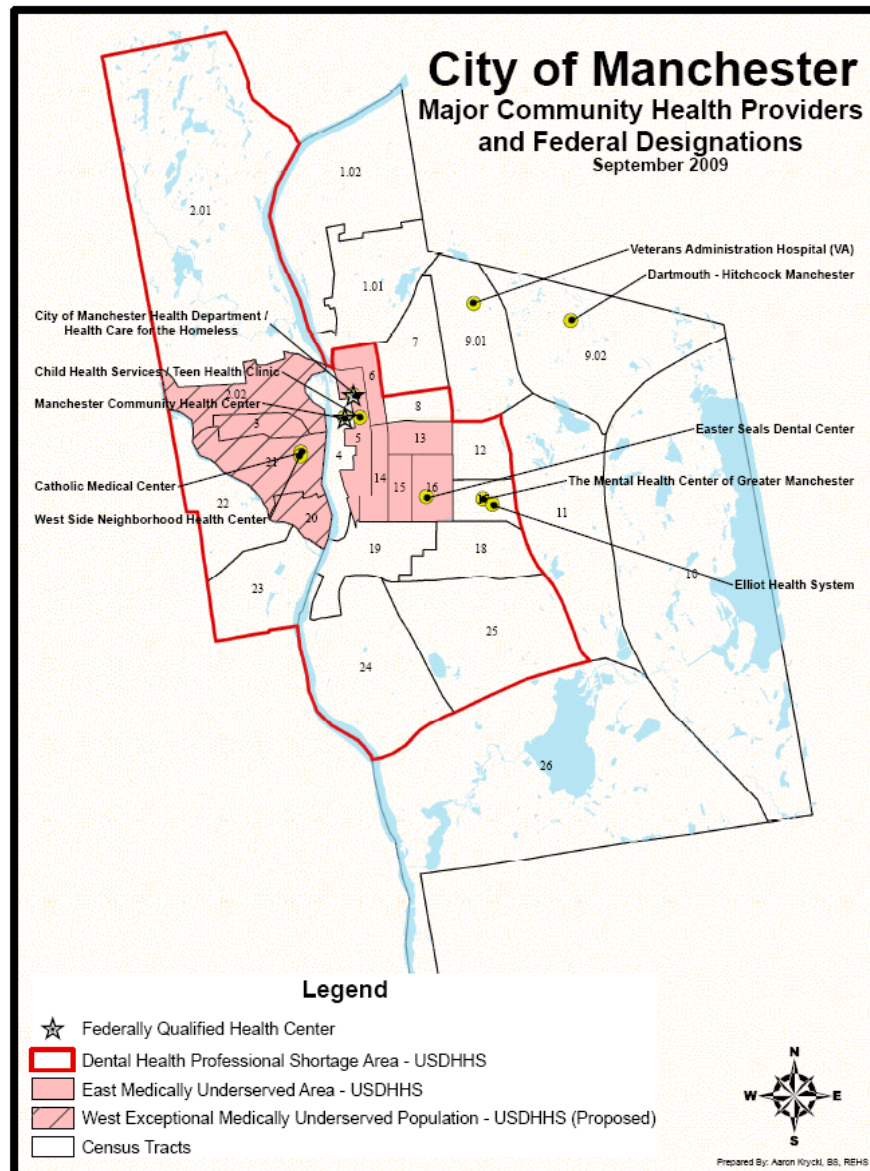 City of Manchester
Major Community Health Providers
and Federal Designations
September 2009
1.02
2.01
Veterans Administration Hospital (VA)
Dartmouth - Hitchcock Manchester
1.01
City of Manchester Health Department /
Health Care for the Homeless
7
9.01
9.02
Child Health Services / Teen Health Clinic
6
2.02
Manchester Community Health Center
8
3
Easter Seals Dental Center
5
13
12
4
21
The Mental Health Center of Greater Manchester
Catholic Medical Center
14
15
16
22
11
West Side Neighborhood Health Center
20
19
18
10
Elliot Health System
23
25
24
26
Legend
Federally Qualified Health Center
Dental Health Professional Shortage Area - USDHHS
East Medically Underserved Area - USDHHS
West Exceptional Medically Underserved Population - USDHHS (Proposed)
Census Tracts
N
W
E
S
Prepared By: Aaron Krycki, BS, REHS